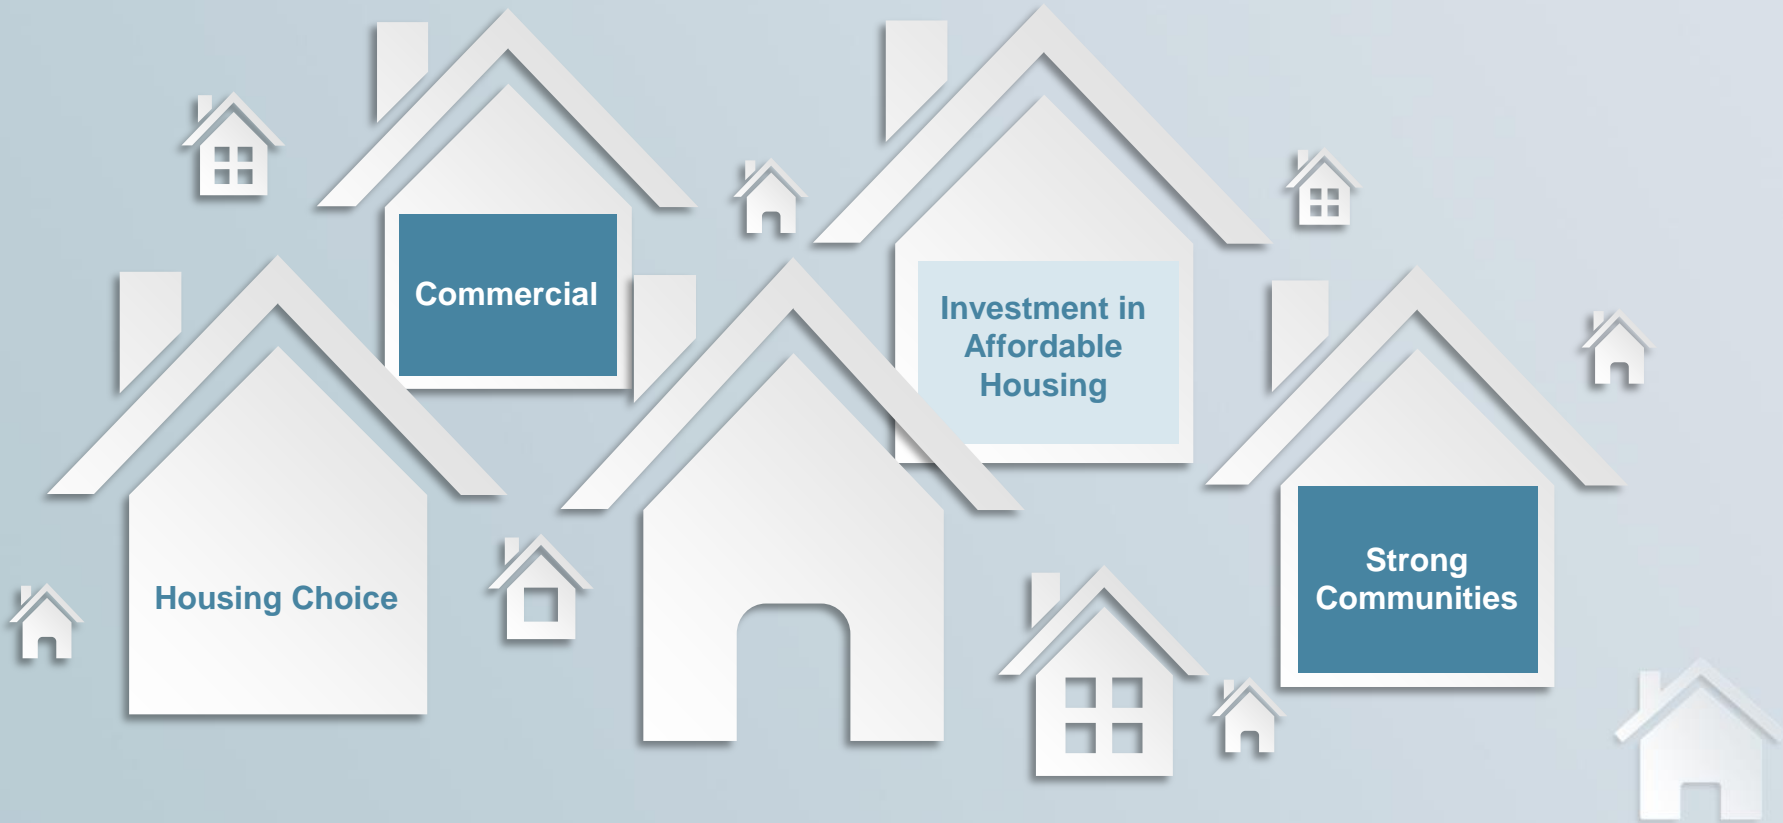 Commercial
Investment in
Affordable
Housing
Housing Choice
Strong
Communities